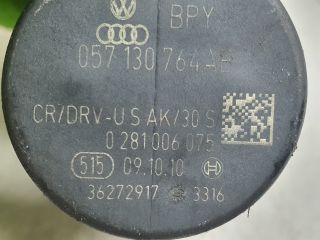 BPY
057 130 764 AB
CR/DRV-U S AK/30 S
0 281 006 075
515 09.10.10
36272917 3316